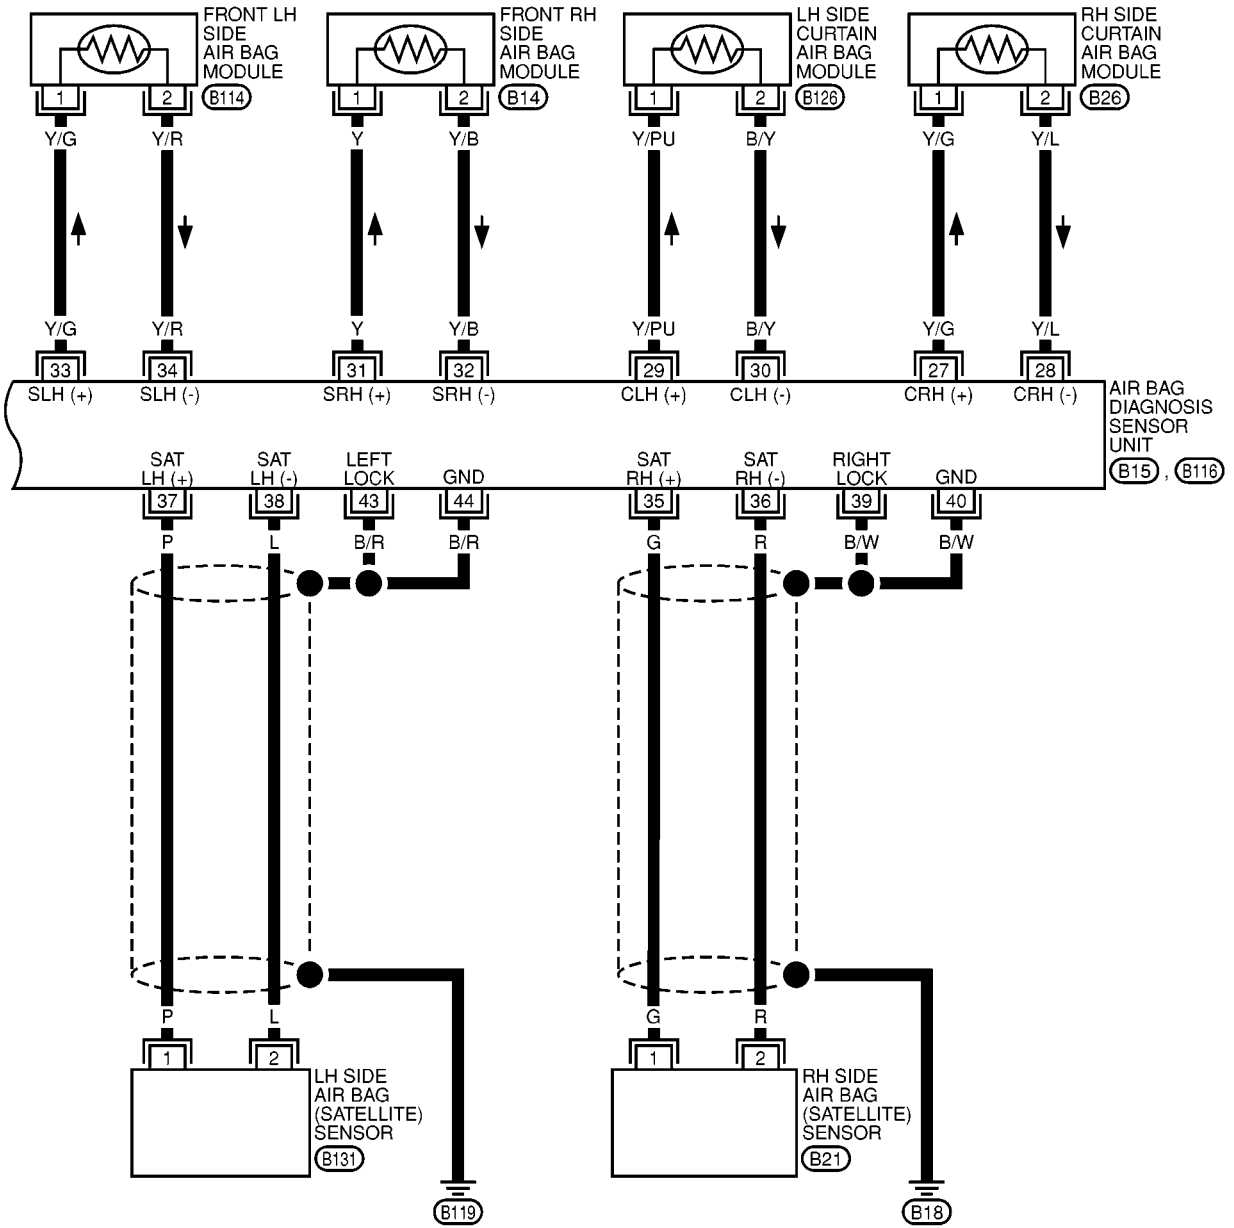 FRONT LH
SIDE
AIR BAG
MODULE
B114
FRONT RH
SIDE
AIR BAG
MODULE
B14
LH SIDE
CURTAIN
AIR BAG
MODULE
B126
RH SIDE
CURTAIN
AIR BAG
MODULE
B26
1 2 1 2 1 2 1 2
Y/G Y/R Y Y/B Y/PU B/Y Y/G Y/L
Y/G Y/R Y Y/B Y/PU B/Y Y/G Y/L
33 34 31 32 29 30 27 28
SLH (+) SLH (-) SRH (+) SRH (-) CLH (+) CLH (-) CRH (+) CRH (-)
AIR BAG
DIAGNOSIS
SENSOR
UNIT
B15 , B116
SAT
LH (+)
SAT
LH (-)
LEFT
LOCK
GND
SAT
RH (+)
SAT
RH (-)
RIGHT
LOCK
GND
37 38 43 44 35 36 39 40
P L B/R B/R G R B/W B/W
P L G R
1 2 1 2
LH SIDE
AIR BAG
(SATELLITE)
SENSOR
B131
RH SIDE
AIR BAG
(SATELLITE)
SENSOR
B21
B119
B18